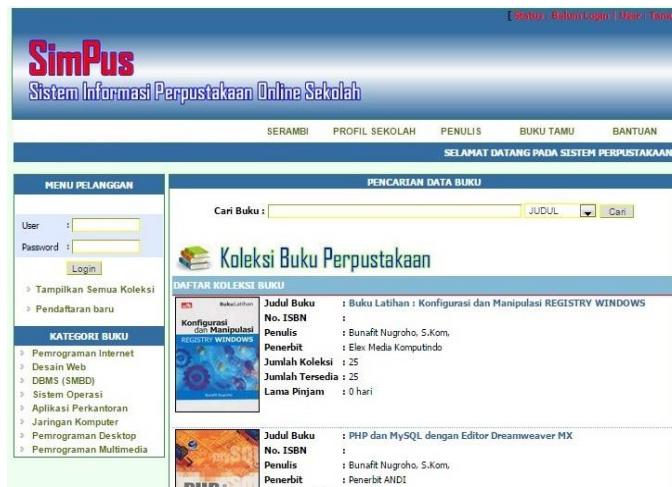 [ Status : Belum Login | User : Tamu
SimPus
Sistem Informasi Perpustakaan Online Sekolah
SERAMBI PROFIL SEKOLAH PENULIS BUKU TAMU BANTUAN
SELAMAT DATANG PADA SISTEM PERPUSTAKAAN
MENU PELANGGAN
User :
Password :
Login
Tampilkan Semua Koleksi
Pendaftaran baru
KATEGORI BUKU
Pemrograman Internet
Desain Web
DBMS (SMBD)
Sistem Operasi
Aplikasi Perkantoran
Jaringan Komputer
Pemrograman Desktop
Pemrograman Multimedia
PENCARIAN DATA BUKU
Cari Buku : JUDUL Cari
Koleksi Buku Perpustakaan
DAFTAR KOLEKSI BUKU
BukuLatihan
Konfigurasi
dan Manipulasi
REGISTRY WINDOWS
Bunafit Nugroho
Judul Buku : Buku Latihan : Konfigurasi dan Manipulasi REGISTRY WINDOWS
No. ISBN :
Penulis : Bunafit Nugroho, S.Kom,
Penerbit : Elex Media Komputindo
Jumlah Koleksi : 25
Jumlah Tersedia : 25
Lama Pinjam : 0 hari
Judul Buku : PHP dan MySQL dengan Editor Dreamweaver MX
No. ISBN :
Penulis : Bunafit Nugroho, S.Kom,
Penerbit : Penerbit ANDI